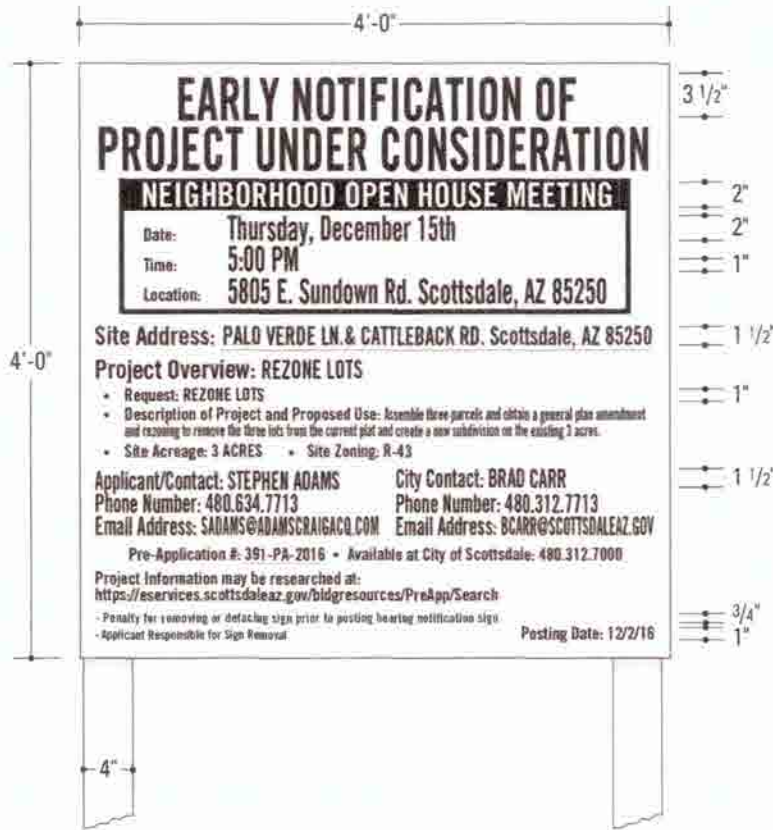 4'-0"
EARLY NOTIFICATION OF
PROJECT UNDER CONSIDERATION
NEIGHBORHOOD OPEN HOUSE MEETING
Date: Thursday, December 15th
Time: 5:00 PM
Location: 5805 E. Sundown Rd. Scottsdale, AZ 85250
Site Address: PALO VERDE LN.& CATTLEBACK RD. Scottsdale, AZ 85250
Project Overview: REZONE LOTS
• Request: REZONE LOTS
• Description of Project and Proposed Use: Assemble three parcels and obtain a general plan amendment
and rezoning to remove the three lots from the current plat and create a new subdivision on the existing 3 acres.
• Site Acreage: 3 ACRES • Site Zoning: R-43
Applicant/Contact: STEPHEN ADAMS City Contact: BRAD CARR
Phone Number: 480.634.7713 Phone Number: 480.312.7713
Email Address: SADAMS@ADAMSCRAIGACQ.COM Email Address: BCARR@SCOTTSDALEAZ.GOV
Pre-Application #: 391-PA-2016 • Available at City of Scottsdale: 480.312.7000
Project Information may be researched at:
https://eservices.scottsdaleaz.gov/bldgresources/PreApp/Search
- Penalty for removing or defacing sign prior to posting hearing notification sign
- Applicant Responsible for Sign Removal Posting Date: 12/2/16
4'-0"
3 1/2"
2"
2"
1"
1 1/2"
1"
1 1/2"
3/4"
1"
4"